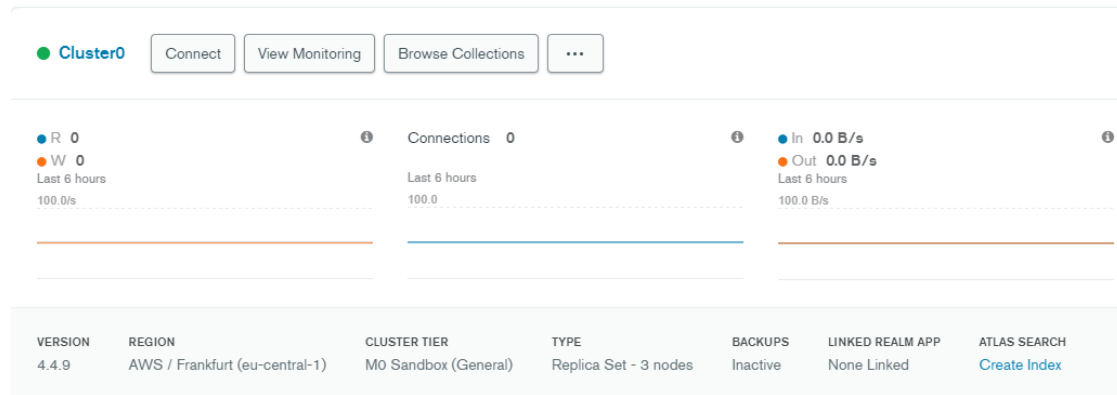 Cluster0 Connect View Monitoring Browse Collections ...
R 0
W 0
Last 6 hours
100.0/s
Connections 0
Last 6 hours
100.0
In 0.0 B/s
Out 0.0 B/s
Last 6 hours
100.0 B/s
VERSION REGION CLUSTER TIER TYPE BACKUPS LINKED REALM APP ATLAS SEARCH
4.4.9 AWS / Frankfurt (eu-central-1) M0 Sandbox (General) Replica Set - 3 nodes Inactive None Linked Create Index